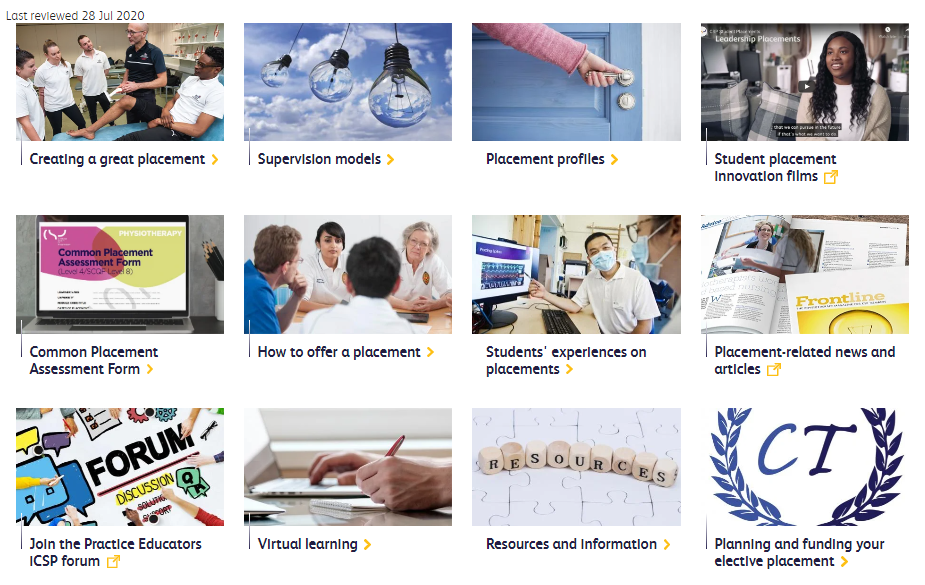 Last reviewed 28 Jul 2020
CSP Student Placements
Leadership Placements
that we can pursue in the future
if that's what we want to do.
Creating a great placement
Supervision models
Placement profiles
Student placement
innovation films
PHYSIOTHERAPY
Common Placement
Assessment Form
(Level 4/SCQF Level 8)
Frontline
Common Placement
Assessment Form
How to offer a placement
Students' experiences on
placements
Placement-related news and
articles
FORUM
DISCUSSION
Q
SUPPORT
RESOURCES
CT
Join the Practice Educators
iCSP forum
Virtual learning
Resources and information
Planning and funding your
elective placement